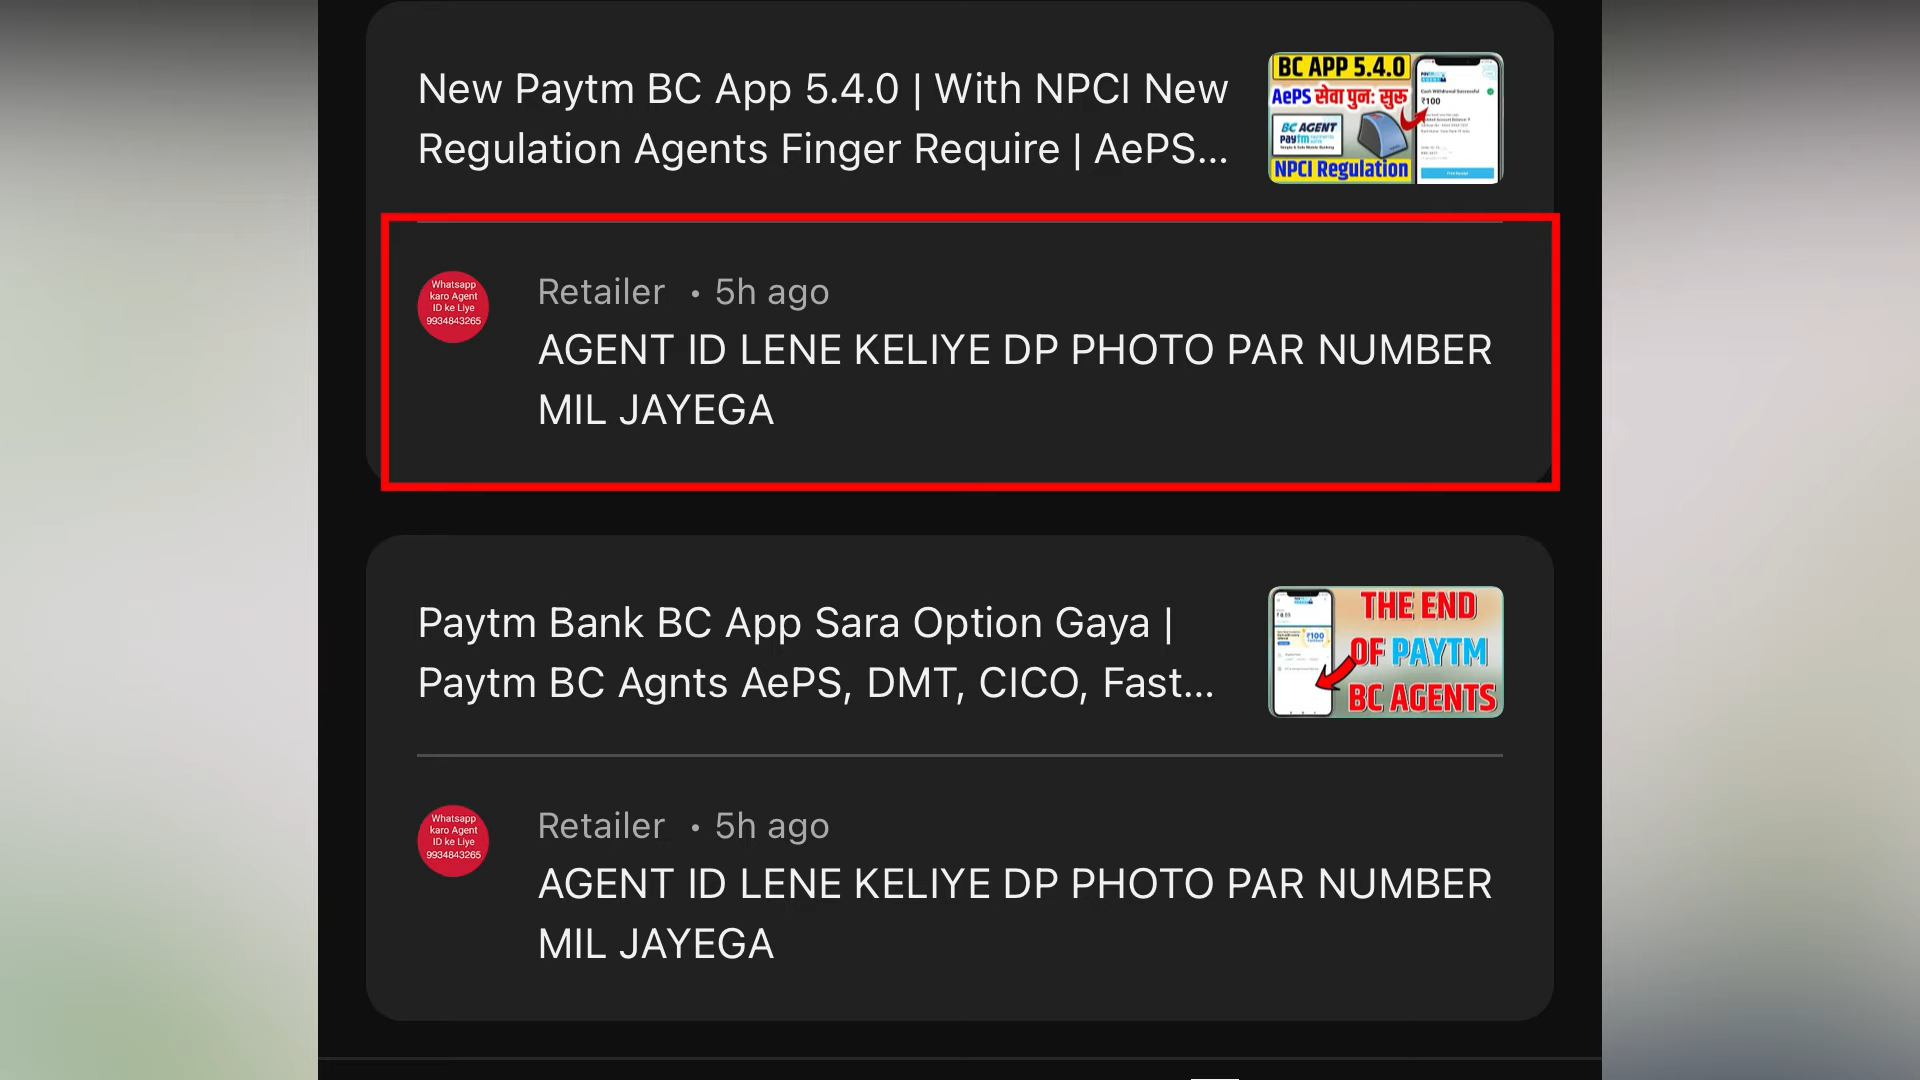 New Paytm BC App 5.4.0 | With NPCI New
Regulation Agents Finger Require | AePS...
BC APP 5.4.0
AePS सेवा पुन: सुरू
BC AGENT
paytm
NPCI Regulation
Cash Withdrawal Successful
₹100
Whatsapp
karo Agent
ID ke Liye
9934843265
Retailer • 5h ago
AGENT ID LENE KELIYE DP PHOTO PAR NUMBER
MIL JAYEGA
Paytm Bank BC App Sara Option Gaya |
Paytm BC Agnts AePS, DMT, CICO, Fast...
THE END
OF PAYTM
BC AGENTS
₹100
Whatsapp
karo Agent
ID ke Liye
9934843265
Retailer • 5h ago
AGENT ID LENE KELIYE DP PHOTO PAR NUMBER
MIL JAYEGA